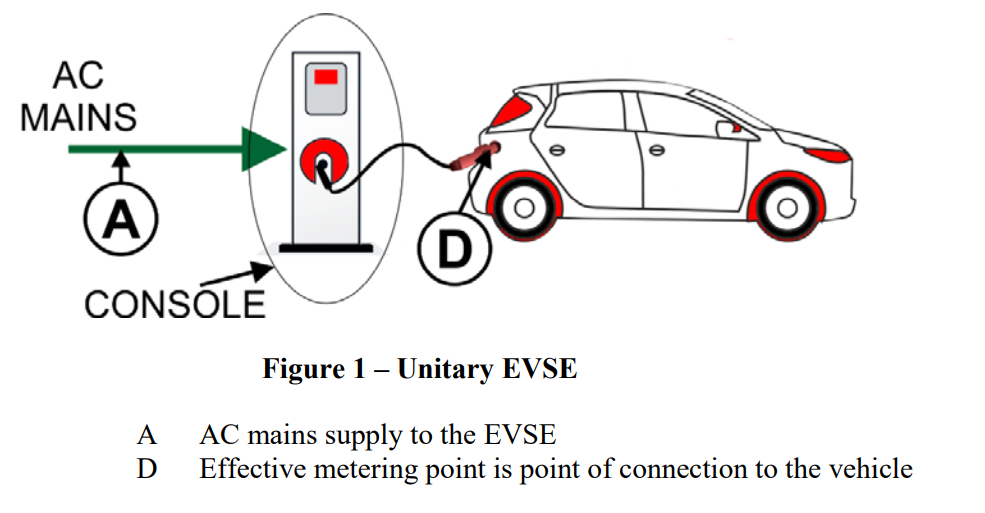 AC
MAINS
A
D
CONSOLE
Figure 1 – Unitary EVSE
A AC mains supply to the EVSE
D Effective metering point is point of connection to the vehicle